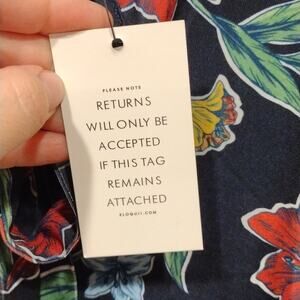 PLEASE NOTE
RETURNS
WILL ONLY BE
ACCEPTED
IF THIS TAG
REMAINS
ATTACHED
ELOQUII.COM